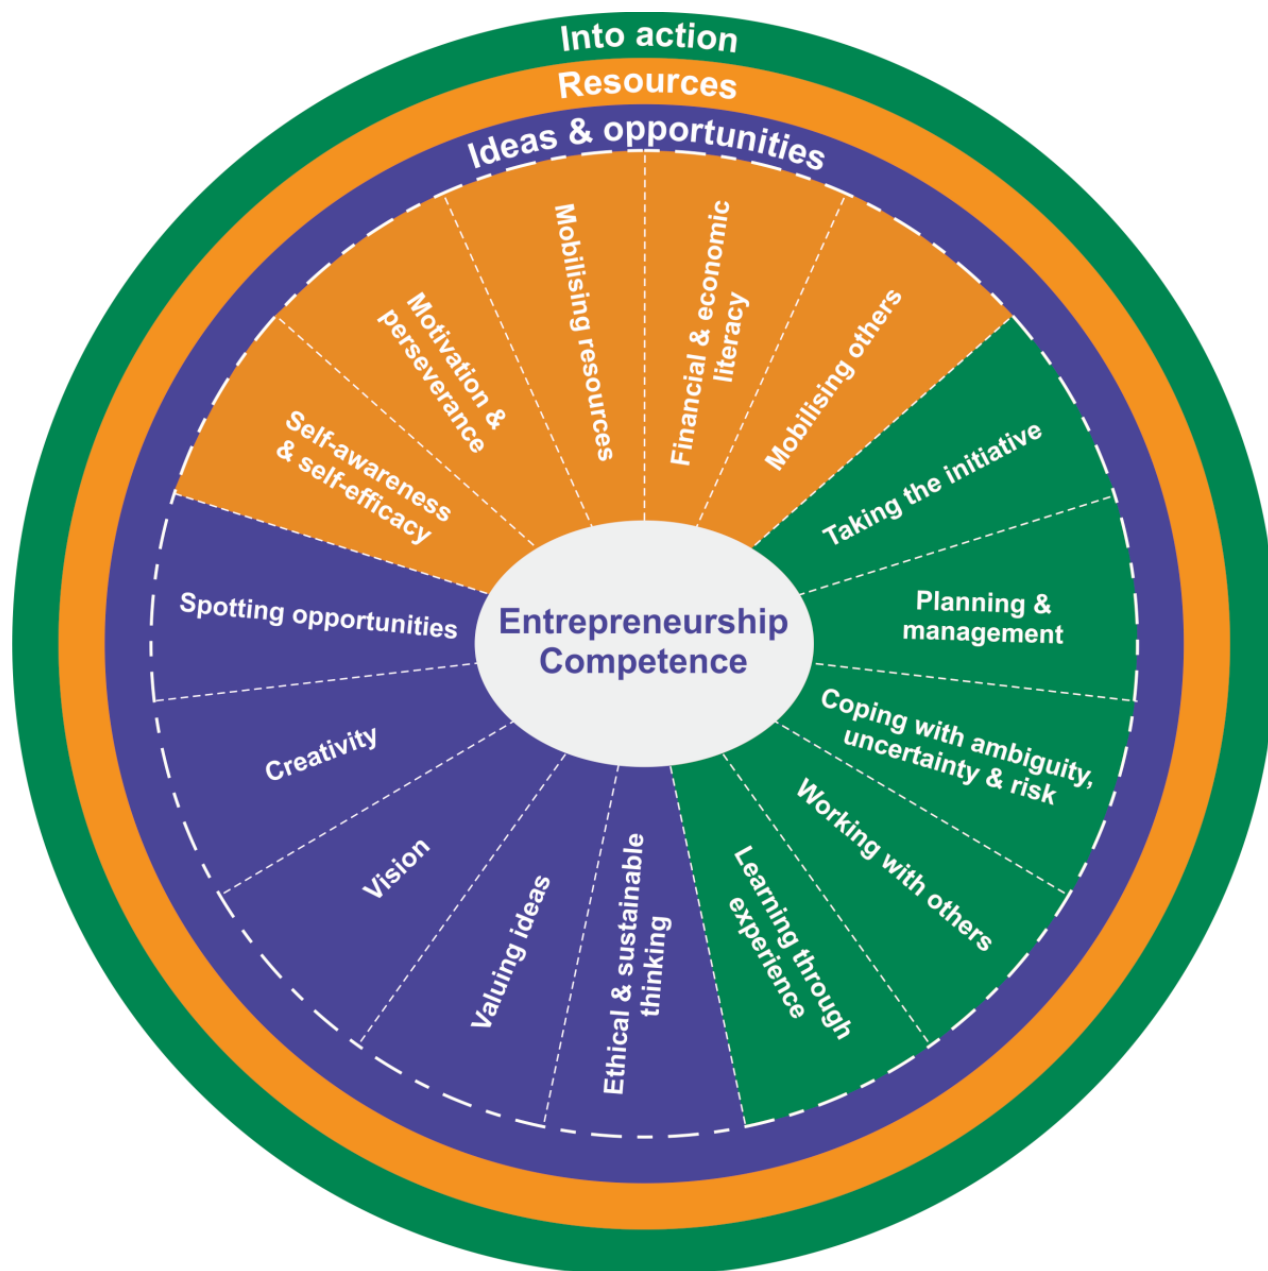 Into action
Resources
Ideas & opportunities
Mobilising resources
Financial & economic
literacy
Mobilising others
Taking the initiative
Planning &
management
Coping with ambiguity,
uncertainty & risk
Working with others
Learning through
experience
Ethical & sustainable
thinking
Valuing ideas
Vision
Creativity
Spotting opportunities
Self-awareness
& self-efficacy
Motivation &
perseverance
Entrepreneurship
Competence